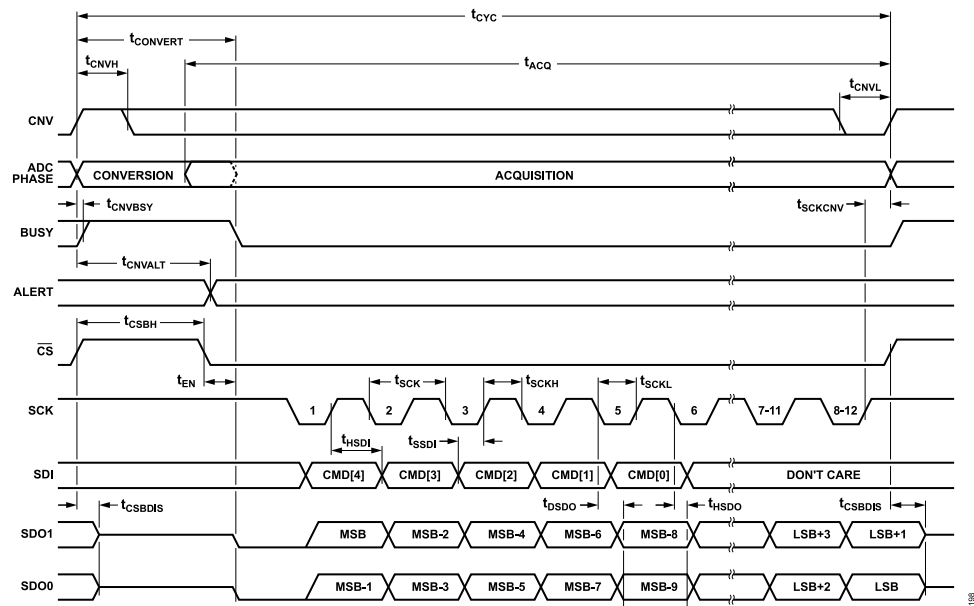 tCYC
tCONVERT
tCNVH
tACQ
tCNVL
CNV
ADC
PHASE
CONVERSION
ACQUISITION
tCNVBSY
tSCKCNV
BUSY
tCNVALT
ALERT
tCSBH
CS
tEN
tSCK
tSCKH
tSCKL
SCK
1 2 3 4 5 6 7-11 8-12
tHSDI
tSSDI
SDI
CMD[4] CMD[3] CMD[2] CMD[1] CMD[0] DON'T CARE
tCSBDIS
tDSDO
tHSDO
tCSBDIS
SDO1
MSB MSB-2 MSB-4 MSB-6 MSB-8 LSB+3 LSB+1
SDO0
MSB-1 MSB-3 MSB-5 MSB-7 MSB-9 LSB+2 LSB
198